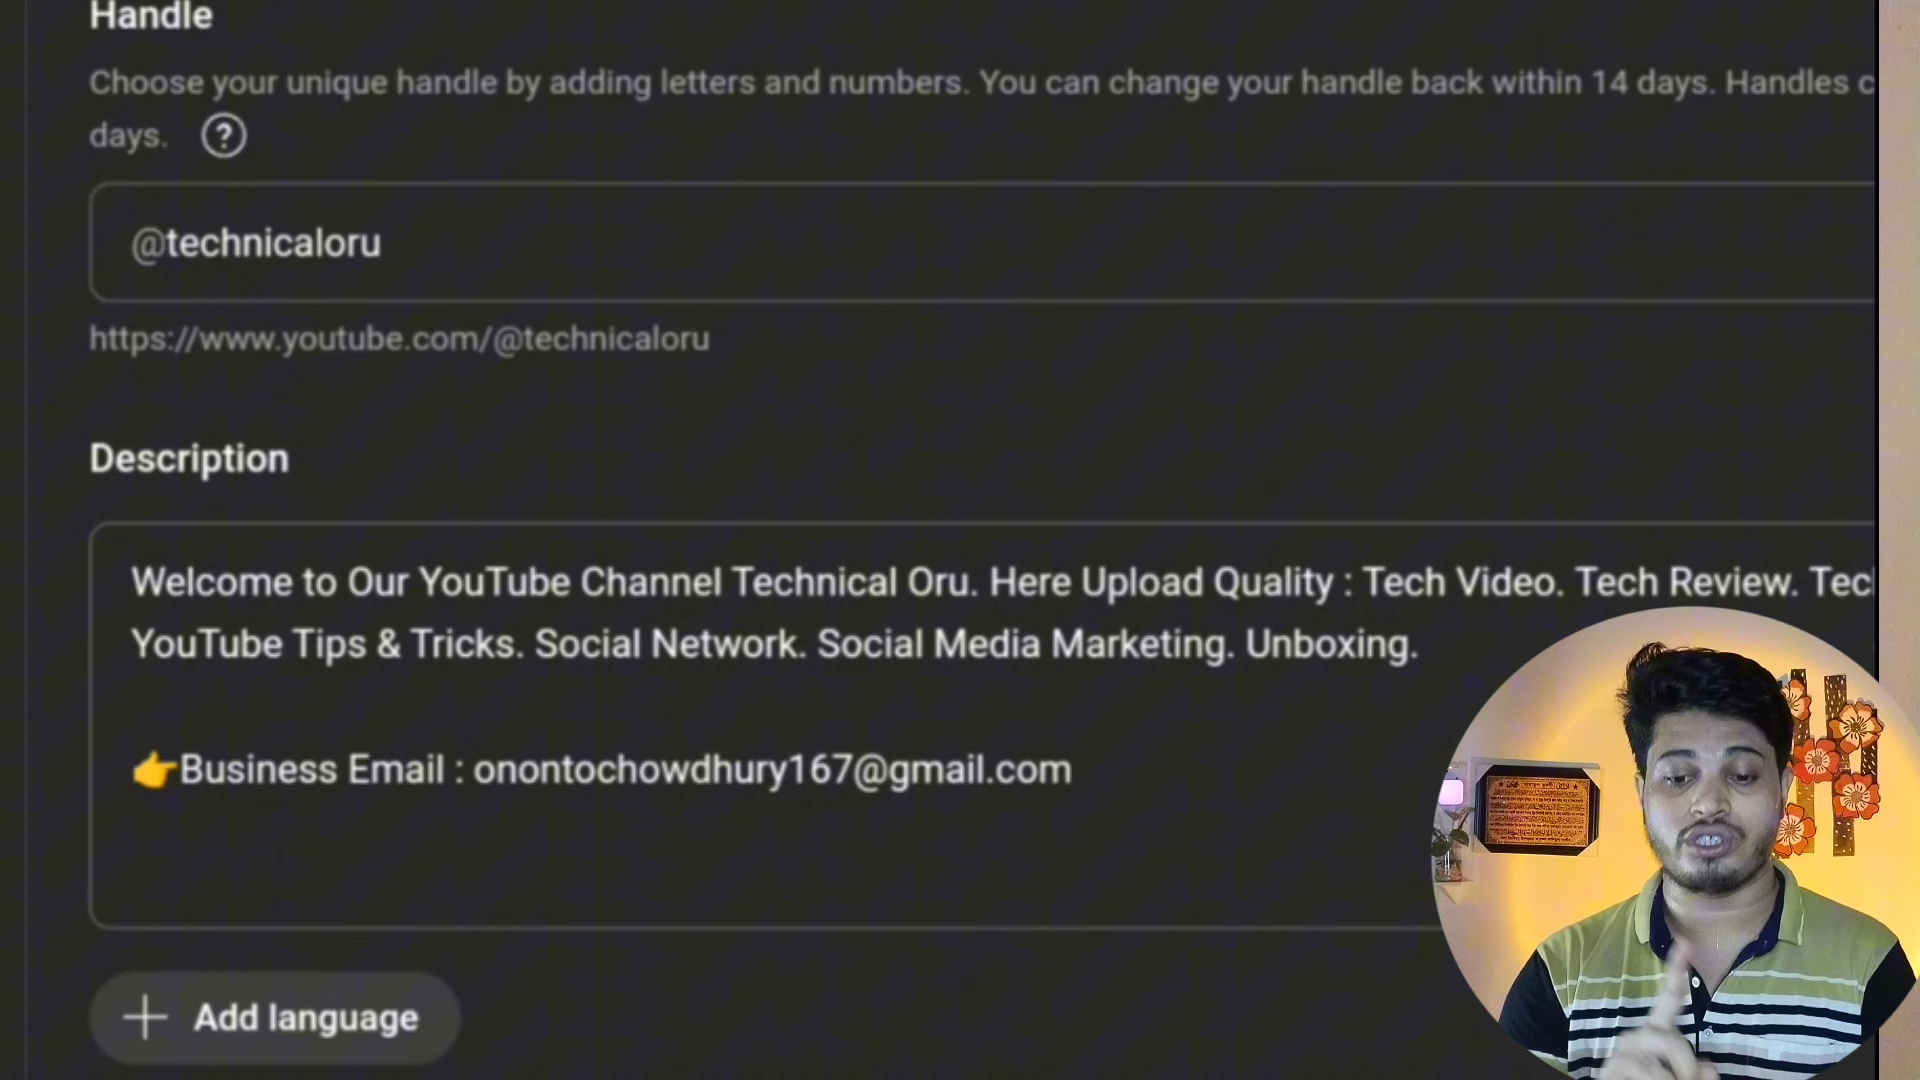 Handle
Choose your unique handle by adding letters and numbers. You can change your handle back within 14 days. Handles c
days. ?
@technicaloru
https://www.youtube.com/@technicaloru
Description
Welcome to Our YouTube Channel Technical Oru. Here Upload Quality : Tech Video. Tech Review. Tec
YouTube Tips & Tricks. Social Network. Social Media Marketing. Unboxing.
👉Business Email : onontochowdhury167@gmail.com
+ Add language